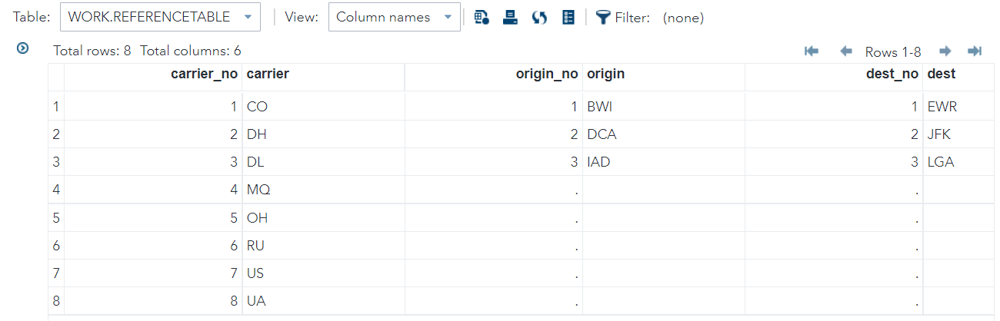 Table: WORK.REFERENCETABLE View: Column names Filter: (none)
Total rows: 8 Total columns: 6 Rows 1-8
carrier_no carrier origin_no origin dest_no dest
1 1 CO 1 BWI 1 EWR
2 2 DH 2 DCA 2 JFK
3 3 DL 3 IAD 3 LGA
4 4 MQ . .
5 5 OH . .
6 6 RU . .
7 7 US . .
8 8 UA . .